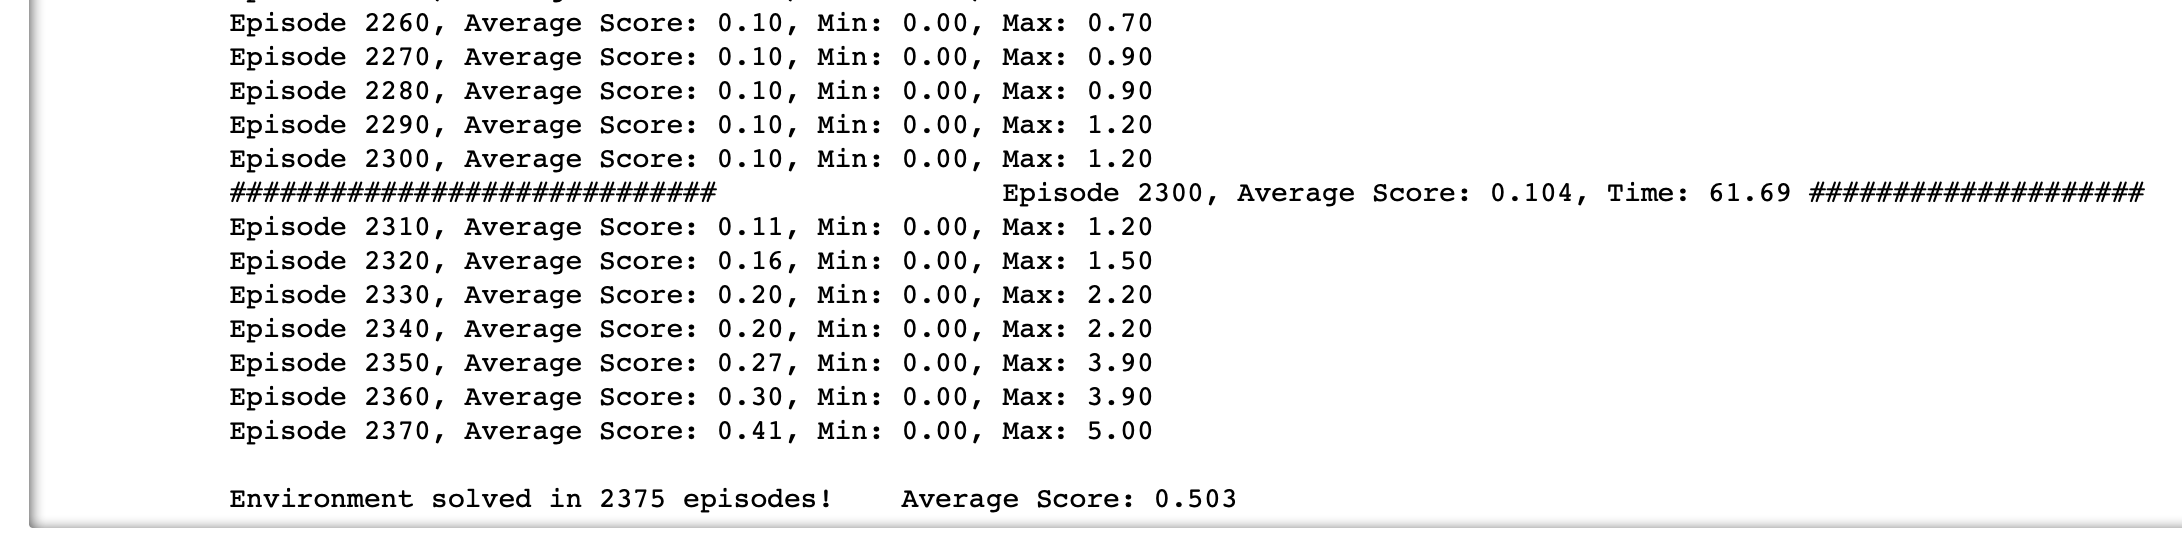 Episode 2260, Average Score: 0.10, Min: 0.00, Max: 0.70
Episode 2270, Average Score: 0.10, Min: 0.00, Max: 0.90
Episode 2280, Average Score: 0.10, Min: 0.00, Max: 0.90
Episode 2290, Average Score: 0.10, Min: 0.00, Max: 1.20
Episode 2300, Average Score: 0.10, Min: 0.00, Max: 1.20
############################# Episode 2300, Average Score: 0.104, Time: 61.69 ####################
Episode 2310, Average Score: 0.11, Min: 0.00, Max: 1.20
Episode 2320, Average Score: 0.16, Min: 0.00, Max: 1.50
Episode 2330, Average Score: 0.20, Min: 0.00, Max: 2.20
Episode 2340, Average Score: 0.20, Min: 0.00, Max: 2.20
Episode 2350, Average Score: 0.27, Min: 0.00, Max: 3.90
Episode 2360, Average Score: 0.30, Min: 0.00, Max: 3.90
Episode 2370, Average Score: 0.41, Min: 0.00, Max: 5.00
Environment solved in 2375 episodes! Average Score: 0.503